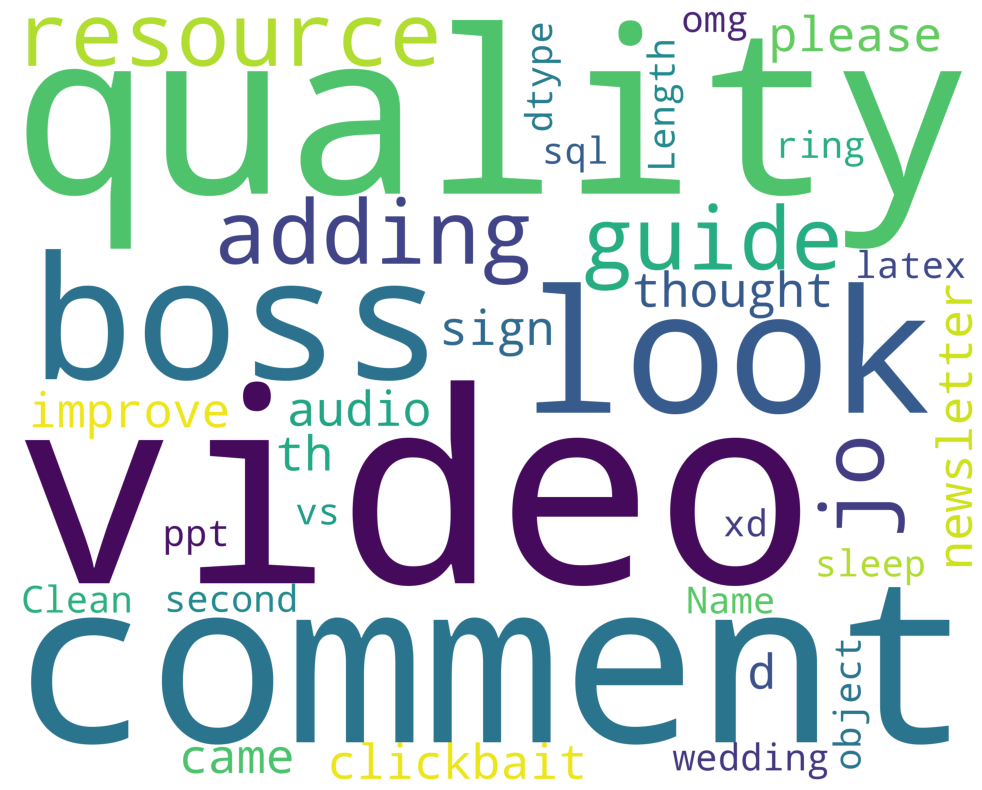 resource
omg
please
quality
dtype
Length
sql
ring
adding
guide
latex
boss
thought
look
sign
newsletter
improve
audio
video
th
jo
vs
ppt
xd
sleep
Clean
second
Name
comment
d
object
came
clickbait
wedding